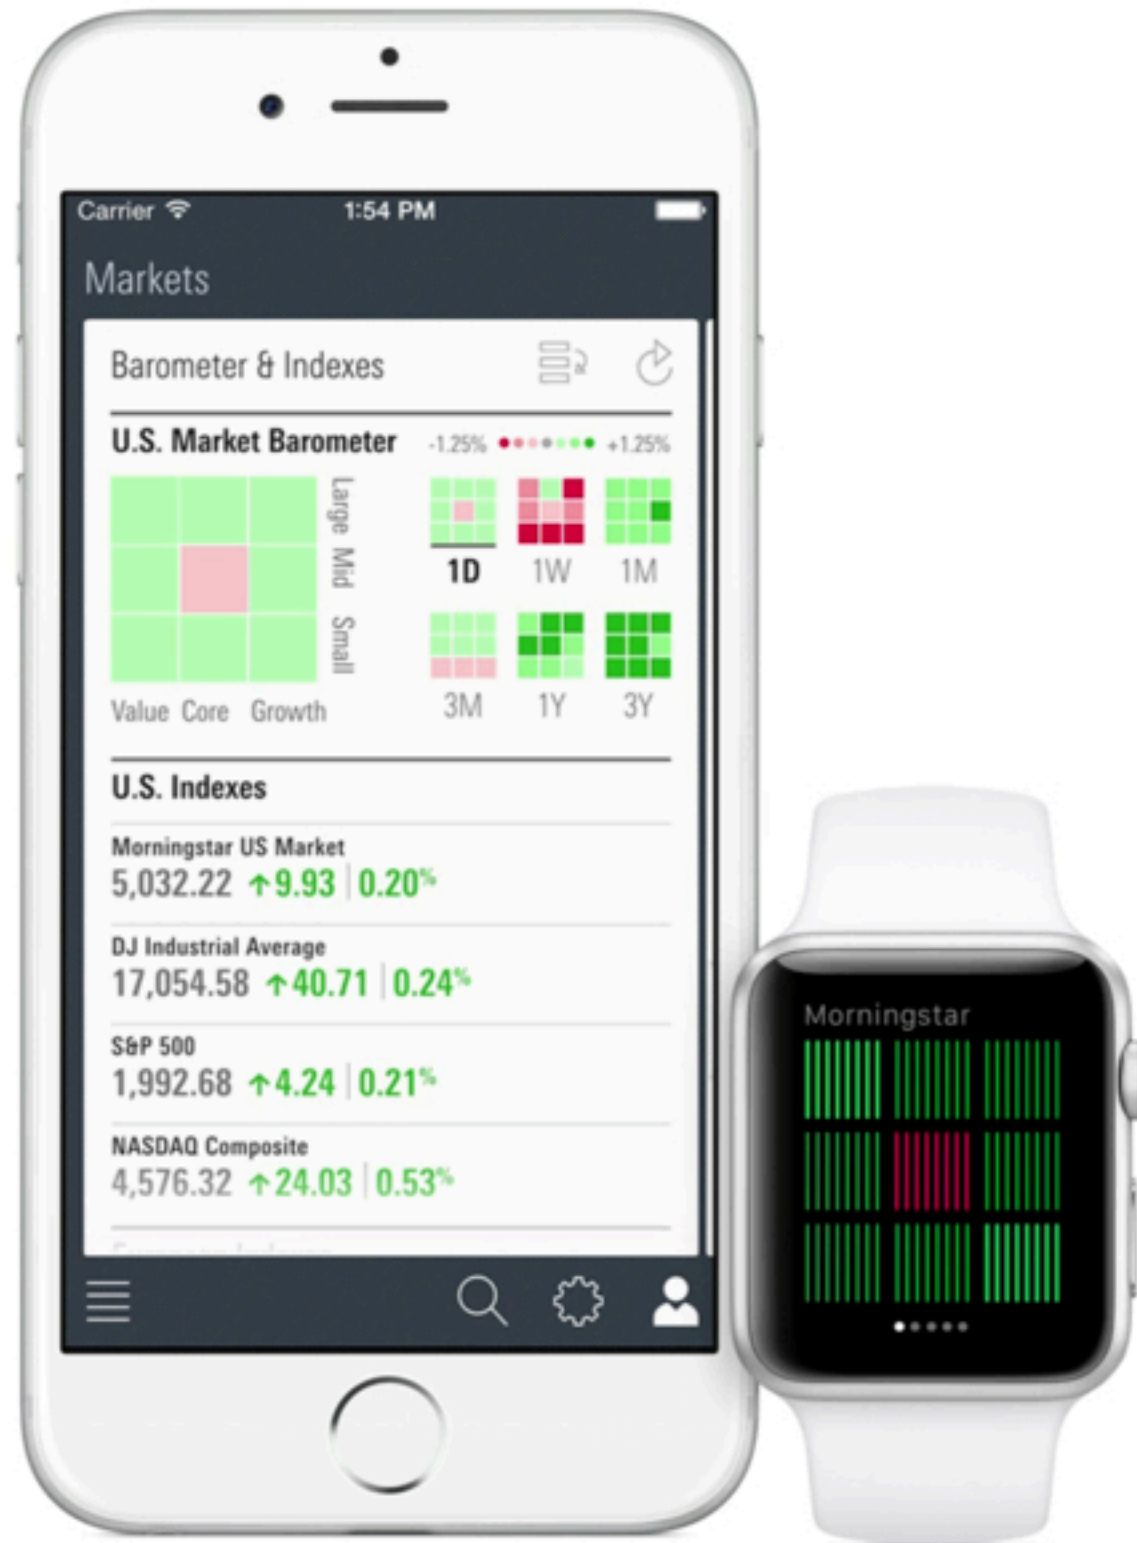 Carrier 1:54 PM
Markets
Barometer & Indexes
U.S. Market Barometer -1.25% +1.25%
Large
Mid
Small
Value Core Growth
1D 1W 1M
3M 1Y 3Y
U.S. Indexes
Morningstar US Market
5,032.22 ↑9.93 | 0.20%
DJ Industrial Average
17,054.58 ↑40.71 | 0.24%
S&P 500
1,992.68 ↑4.24 | 0.21%
NASDAQ Composite
4,576.32 ↑24.03 | 0.53%
European Indexes
Morningstar